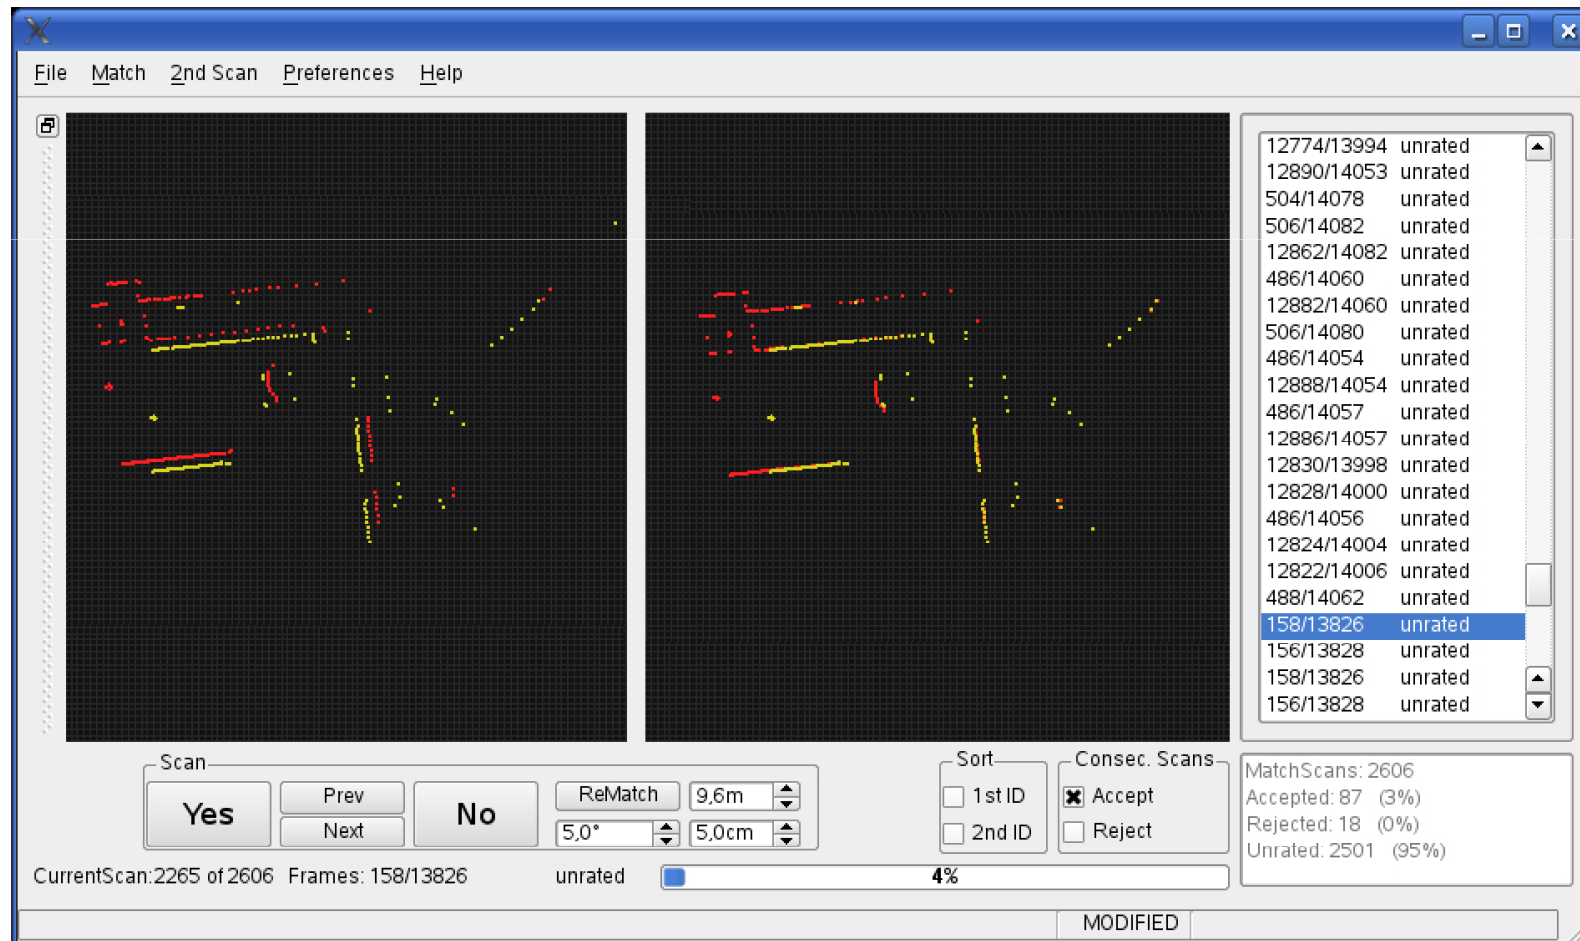 File Match 2nd Scan Preferences Help
12774/13994 unrated
12890/14053 unrated
504/14078 unrated
506/14082 unrated
12862/14082 unrated
486/14060 unrated
12882/14060 unrated
506/14080 unrated
486/14054 unrated
12888/14054 unrated
486/14057 unrated
12886/14057 unrated
12830/13998 unrated
12828/14000 unrated
486/14056 unrated
12824/14004 unrated
12822/14006 unrated
488/14062 unrated
158/13826 unrated
156/13828 unrated
158/13826 unrated
156/13828 unrated
Scan
Yes
Prev
Next
No
ReMatch 9,6m
5,0° 5,0cm
Sort
1st ID
2nd ID
Consec. Scans
Accept
Reject
MatchScans: 2606
Accepted: 87 (3%)
Rejected: 18 (0%)
Unrated: 2501 (95%)
CurrentScan:2265 of 2606 Frames: 158/13826 unrated 4%
MODIFIED